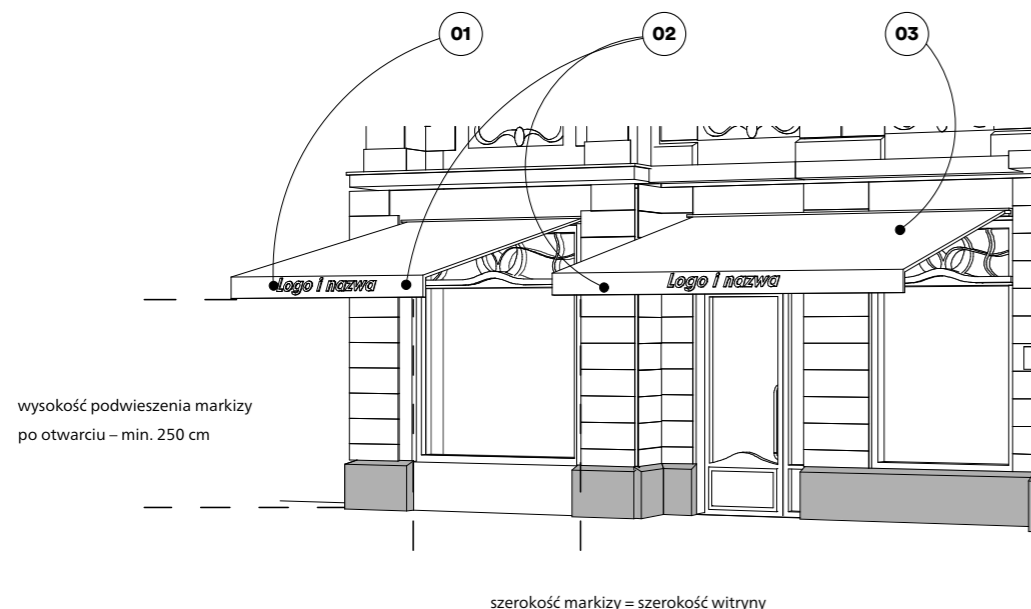 01
02
03
Logo i nazwa
Logo i nazwa
wysokość podwieszenia markizy
po otwarciu – min. 250 cm
szerokość markizy = szerokość witryny